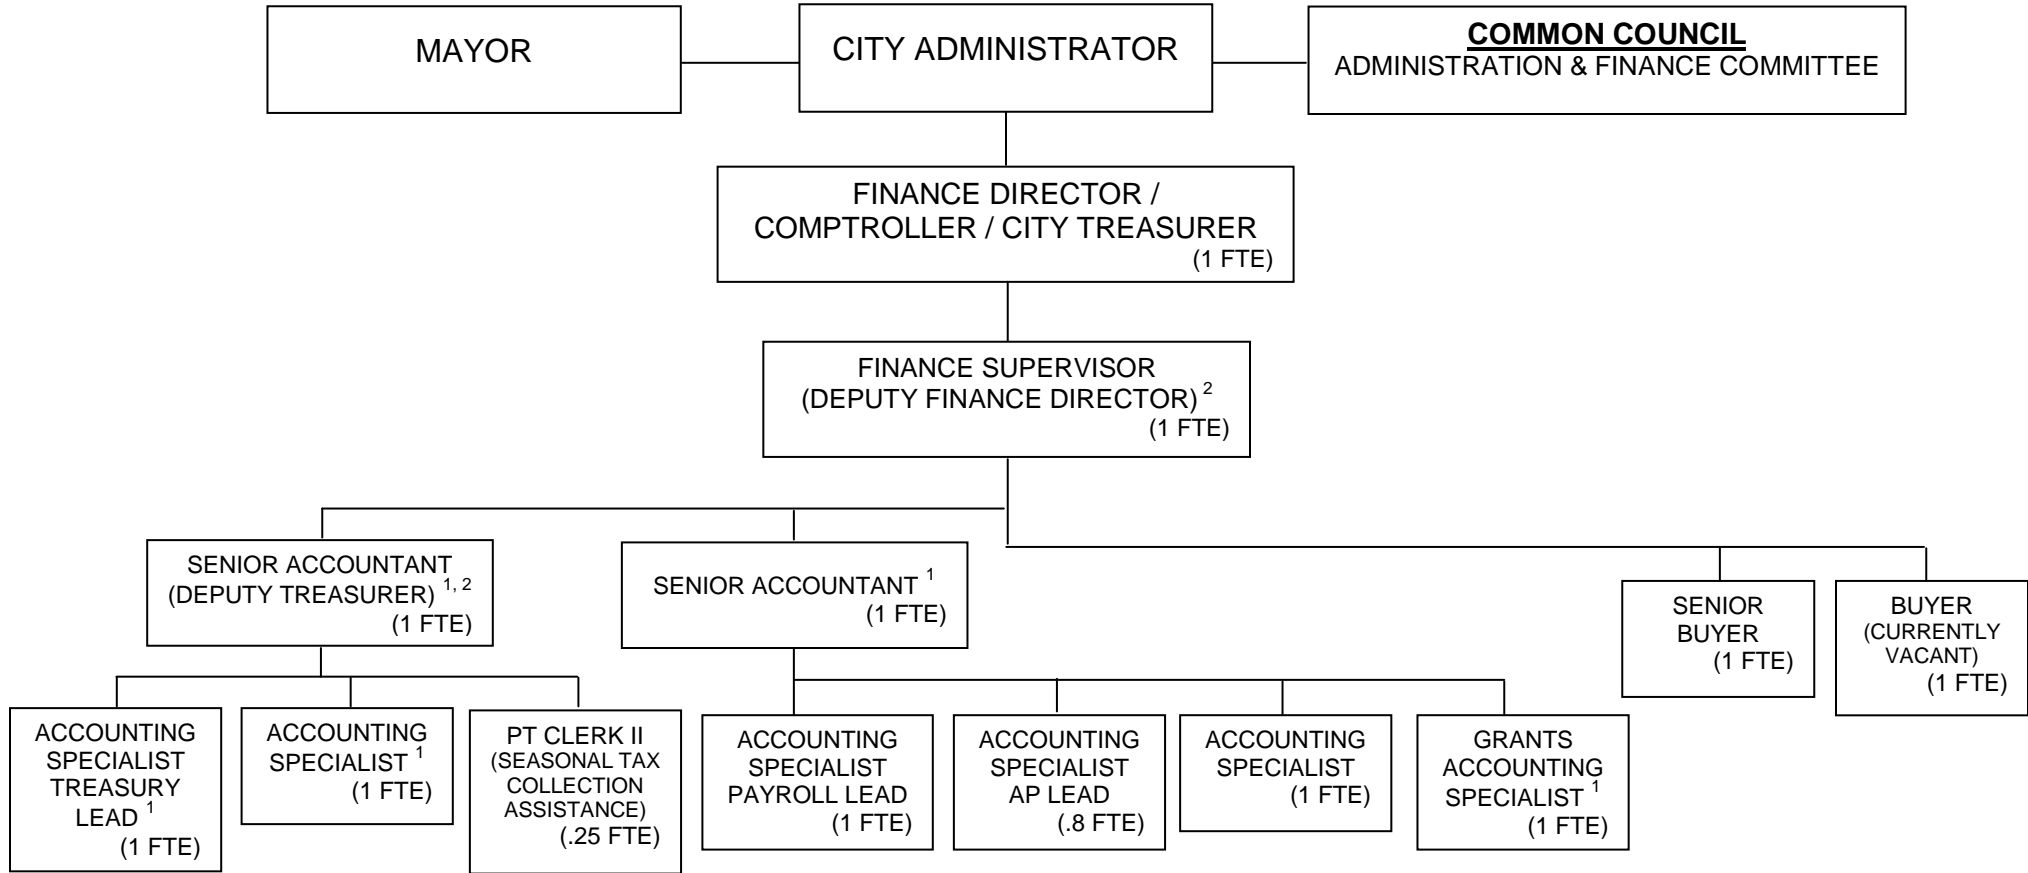 MAYOR
CITY ADMINISTRATOR
COMMON COUNCIL
ADMINISTRATION & FINANCE COMMITTEE
FINANCE DIRECTOR /
COMPTROLLER / CITY TREASURER
(1 FTE)
FINANCE SUPERVISOR
(DEPUTY FINANCE DIRECTOR) 2
(1 FTE)
SENIOR ACCOUNTANT
(DEPUTY TREASURER) 1, 2
(1 FTE)
SENIOR ACCOUNTANT 1
(1 FTE)
SENIOR
BUYER
(1 FTE)
BUYER
(CURRENTLY
VACANT)
(1 FTE)
ACCOUNTING
SPECIALIST
TREASURY
LEAD 1
(1 FTE)
ACCOUNTING
SPECIALIST 1
(1 FTE)
PT CLERK II
(SEASONAL TAX
COLLECTION
ASSISTANCE)
(.25 FTE)
ACCOUNTING
SPECIALIST
PAYROLL LEAD
(1 FTE)
ACCOUNTING
SPECIALIST
AP LEAD
(.8 FTE)
ACCOUNTING
SPECIALIST
(1 FTE)
GRANTS
ACCOUNTING
SPECIALIST 1
(1 FTE)